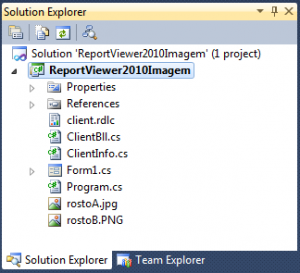 Solution Explorer
Solution 'ReportViewer2010Imagem' (1 project)
ReportViewer2010Imagem
Properties
References
client.rdlc
ClientBll.cs
ClientInfo.cs
Form1.cs
Program.cs
rostoA.jpg
rostoB.PNG
Solution Explorer Team Explorer